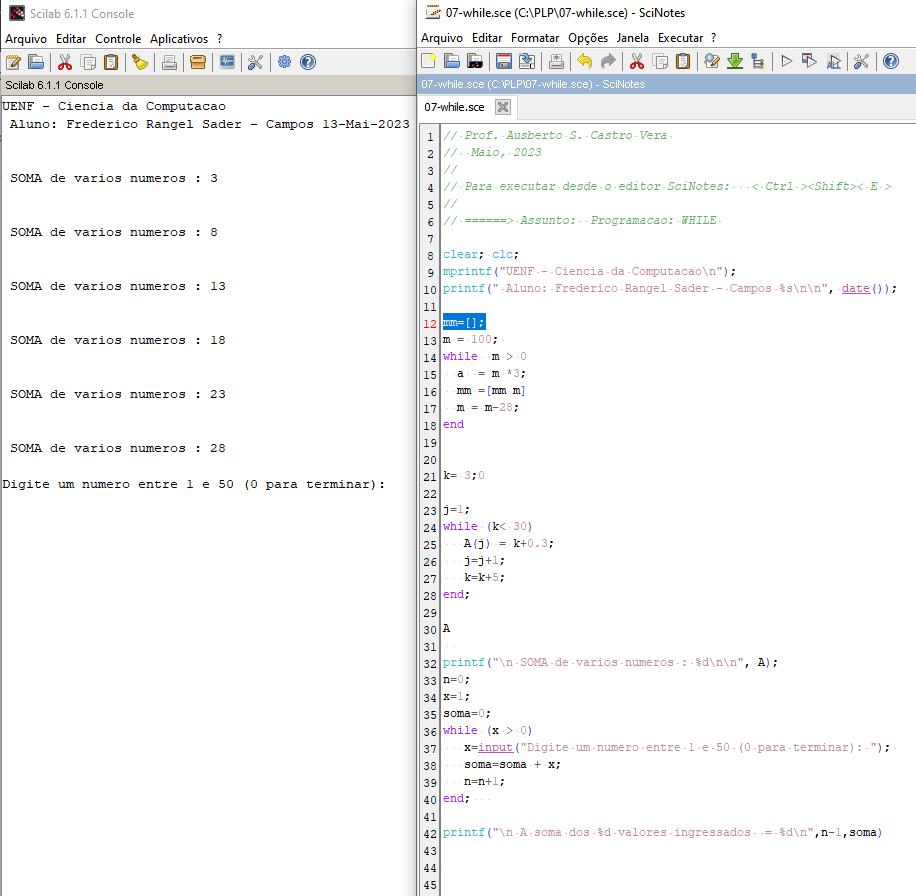 Scilab 6.1.1 Console
Arquivo Editar Controle Aplicativos ?
Scilab 6.1.1 Console
UENF - Ciencia da Computacao
Aluno: Frederico Rangel Sader - Campos 13-Mai-2023
SOMA de varios numeros : 3
SOMA de varios numeros : 8
SOMA de varios numeros : 13
SOMA de varios numeros : 18
SOMA de varios numeros : 23
SOMA de varios numeros : 28
Digite um numero entre 1 e 50 (0 para terminar):
07-while.sce (C:\PLP\07-while.sce) - SciNotes
Arquivo Editar Formatar Opções Janela Executar ?
07-while.sce (C:\PLP\07-while.sce) - SciNotes
07-while.sce
1 // Prof. Ausberto S. Castro Vera
2 // Maio, 2023
3 //
4 // Para executar desde o editor SciNotes: < Ctrl ><Shift>< E >
5 //
6 // ======> Assunto: Programacao: WHILE
7
8 clear; clc;
9 mprintf("UENF - Ciencia da Computacao\n");
10 printf(" Aluno: Frederico Rangel Sader - Campos %s\n\n", date());
11
12 mm=[];
13 m = 100;
14 while m > 0
15 a = m *3;
16 mm =[mm m]
17 m = m-28;
18 end
19
20
21 k= 3;0
22
23 j=1;
24 while (k< 30)
25 A(j) = k+0.3;
26 j=j+1;
27 k=k+5;
28 end;
29
30 A
31
32 printf("\n SOMA de varios numeros : %d\n\n", A);
33 n=0;
34 x=1;
35 soma=0;
36 while (x > 0)
37 x=input("Digite um numero entre 1 e 50 (0 para terminar): ");
38 soma=soma + x;
39 n=n+1;
40 end;
41
42 printf("\n A soma dos %d valores ingressados = %d\n",n-1,soma)
43
44
45